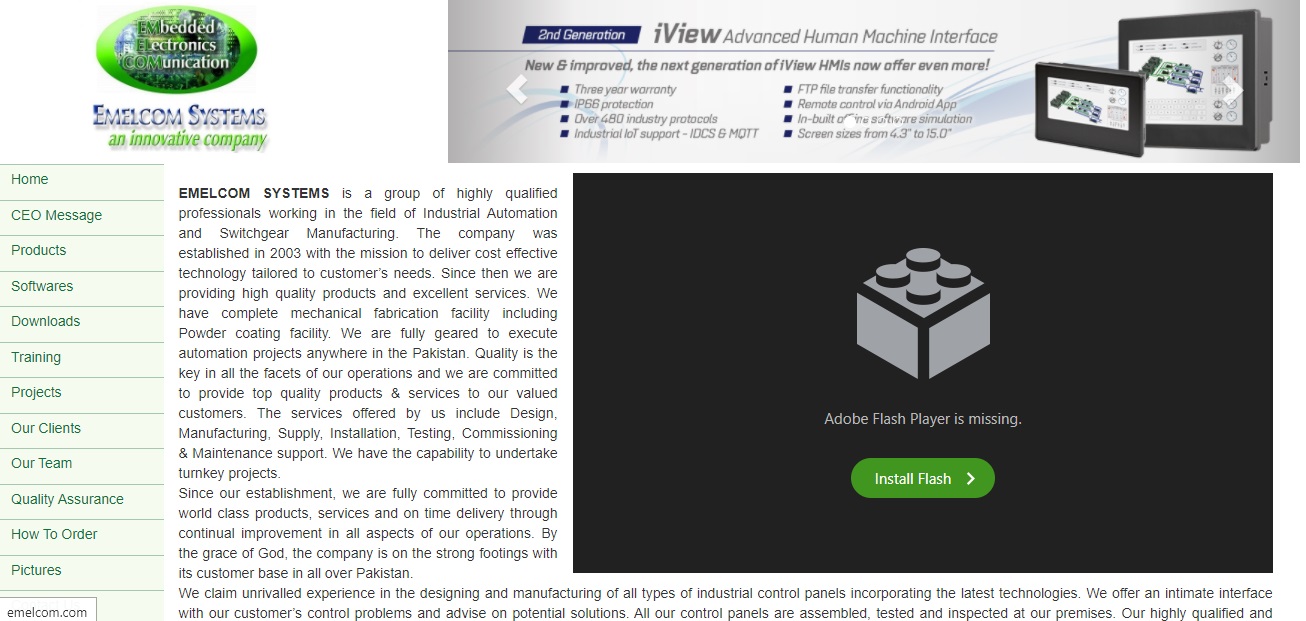 EMbedded
ELectronics
COMunication
EMELCOM SYSTEMS
an innovative company
2nd Generation iView Advanced Human Machine Interface
New & improved, the next generation of iView HMIs now offer even more!
Three year warranty
IP66 protection
Over 480 industry protocols
Industrial IoT support - IDCS & MQTT
FTP file transfer functionality
Remote control via Android App
In-built offline software simulation
Screen sizes from 4.3" to 15.0"
Home
CEO Message
Products
Softwares
Downloads
Training
Projects
Our Clients
Our Team
Quality Assurance
How To Order
Pictures
EMELCOM SYSTEMS is a group of highly qualified
professionals working in the field of Industrial Automation
and Switchgear Manufacturing. The company was
established in 2003 with the mission to deliver cost effective
technology tailored to customer’s needs. Since then we are
providing high quality products and excellent services. We
have complete mechanical fabrication facility including
Powder coating facility. We are fully geared to execute
automation projects anywhere in the Pakistan. Quality is the
key in all the facets of our operations and we are committed
to provide top quality products & services to our valued
customers. The services offered by us include Design,
Manufacturing, Supply, Installation, Testing, Commissioning
& Maintenance support. We have the capability to undertake
turnkey projects.
Since our establishment, we are fully committed to provide
world class products, services and on time delivery through
continual improvement in all aspects of our operations. By
the grace of God, the company is on the strong footings with
its customer base in all over Pakistan.
Adobe Flash Player is missing.
Install Flash
We claim unrivalled experience in the designing and manufacturing of all types of industrial control panels incorporating the latest technologies. We offer an intimate interface
with our customer’s control problems and advise on potential solutions. All our control panels are assembled, tested and inspected at our premises. Our highly qualified and
emelcom.com